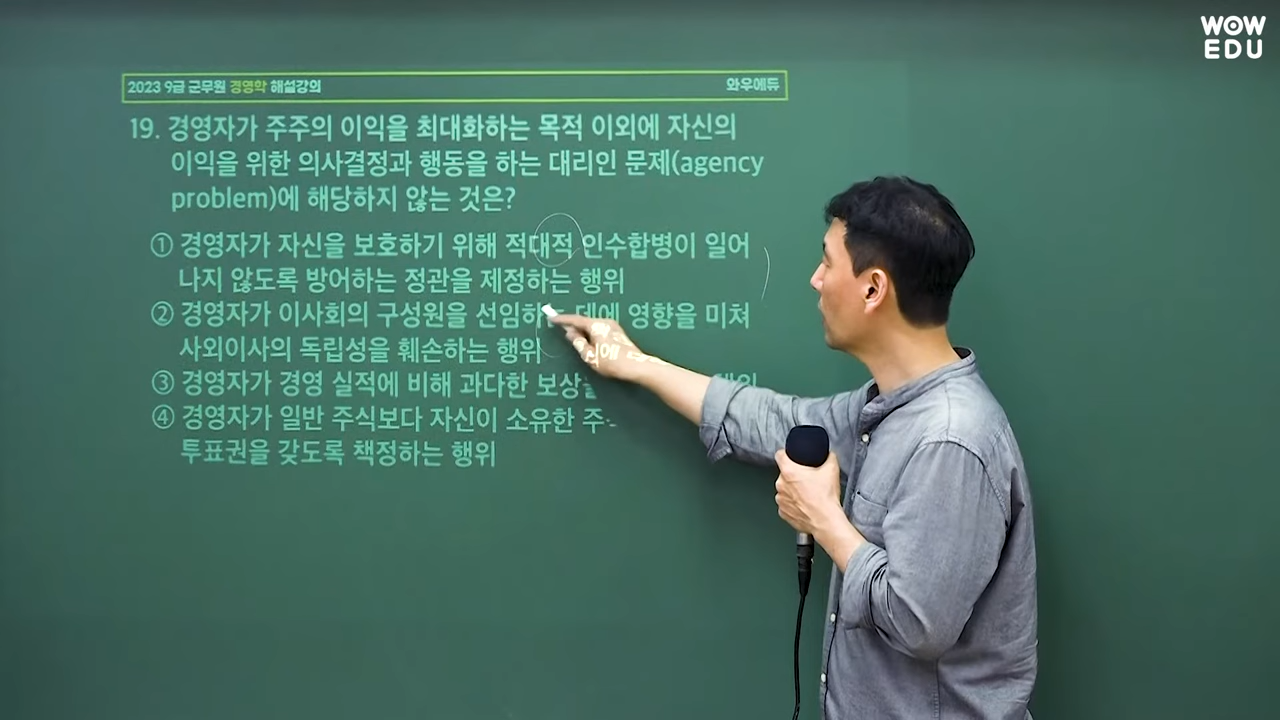 WOW
EDU
2023 9급 군무원 경영학 해설강의 와우에듀
19. 경영자가 주주의 이익을 최대화하는 목적 이외에 자신의
이익을 위한 의사결정과 행동을 하는 대리인 문제(agency
problem)에 해당하지 않는 것은?
① 경영자가 자신을 보호하기 위해 적대적 인수합병이 일어
나지 않도록 방어하는 정관을 제정하는 행위
② 경영자가 이사회의 구성원을 선임하는 데에 영향을 미쳐
사외이사의 독립성을 훼손하는 행위
③ 경영자가 경영 실적에 비해 과다한 보상을
④ 경영자가 일반 주식보다 자신이 소유한
투표권을 갖도록 책정하는 행위